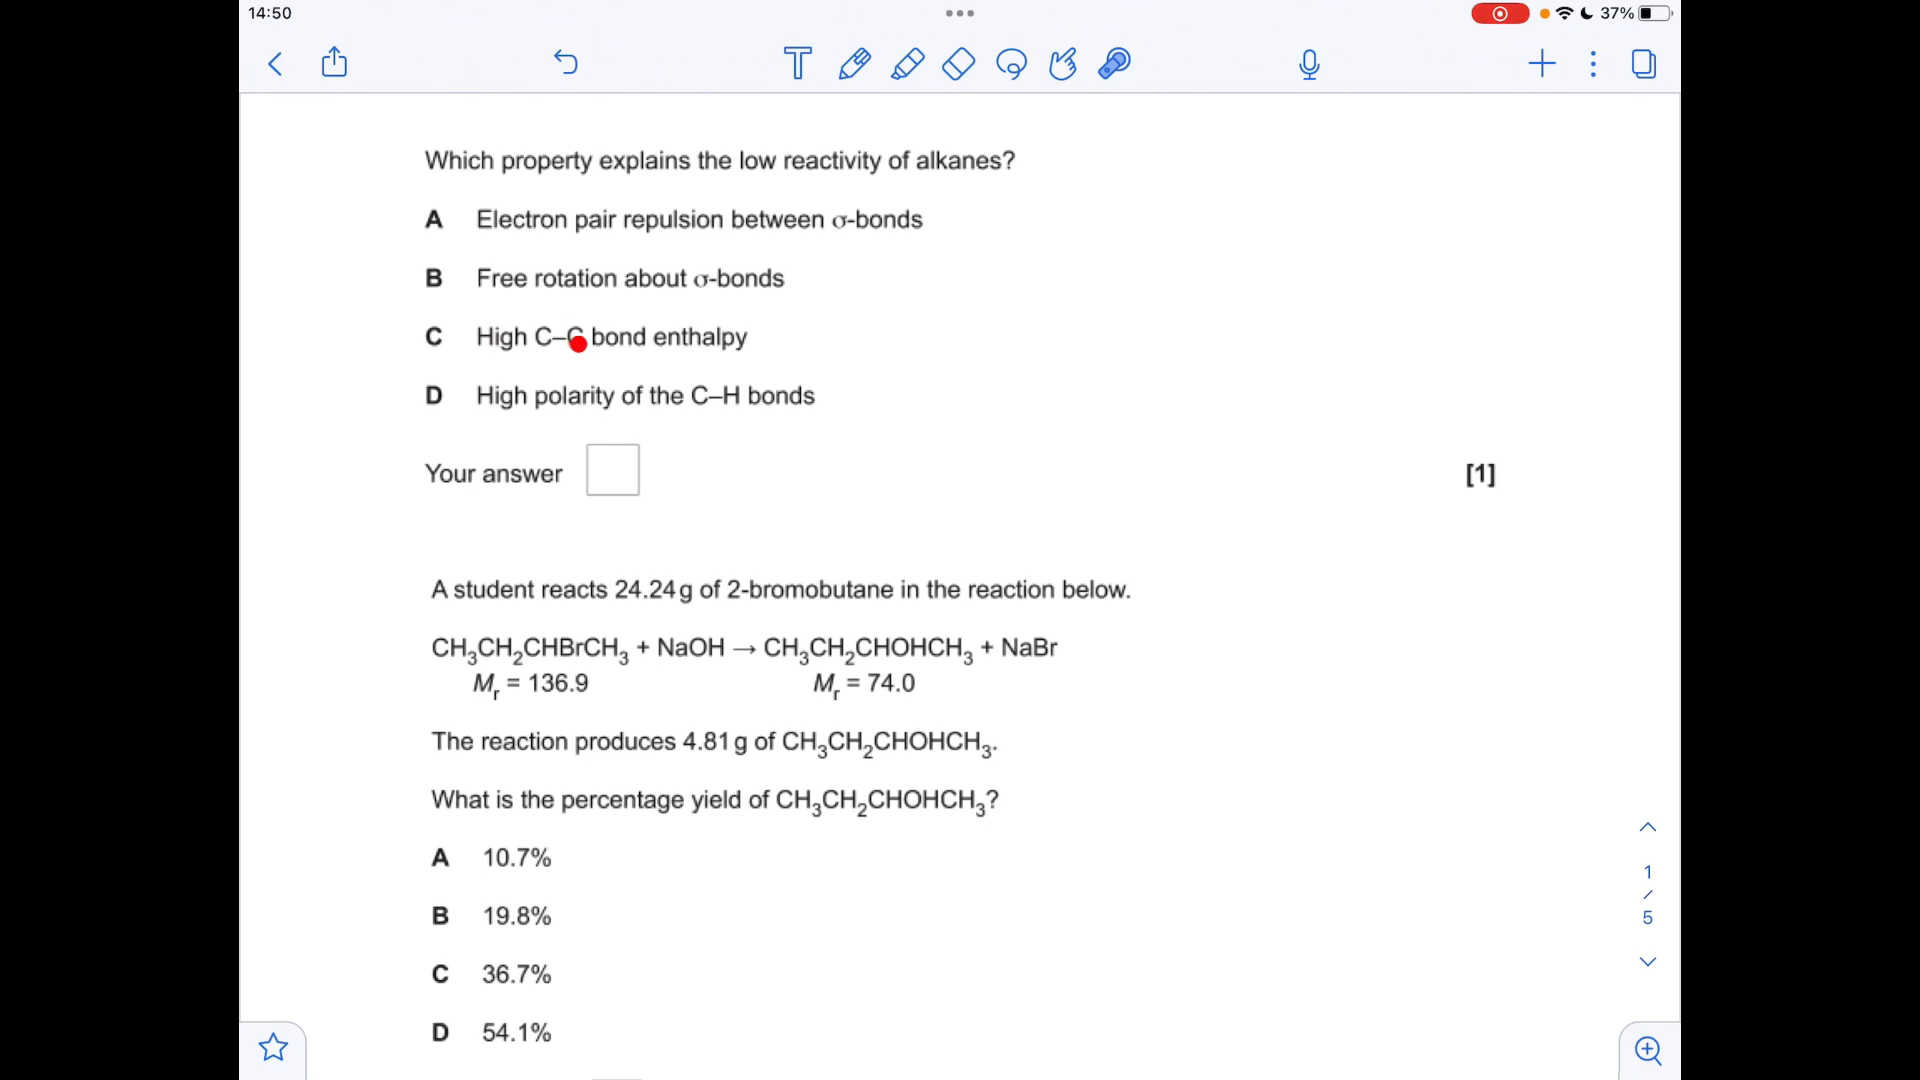 14:50
37%
Which property explains the low reactivity of alkanes?
A Electron pair repulsion between σ-bonds
B Free rotation about σ-bonds
C High C–C bond enthalpy
D High polarity of the C–H bonds
Your answer [1]
A student reacts 24.24 g of 2-bromobutane in the reaction below.
CH₃CH₂CHBrCH₃ + NaOH → CH₃CH₂CHOHCH₃ + NaBr
Mᵣ = 136.9 Mᵣ = 74.0
The reaction produces 4.81 g of CH₃CH₂CHOHCH₃.
What is the percentage yield of CH₃CH₂CHOHCH₃?
A 10.7%
B 19.8%
C 36.7%
D 54.1%
1
/
5